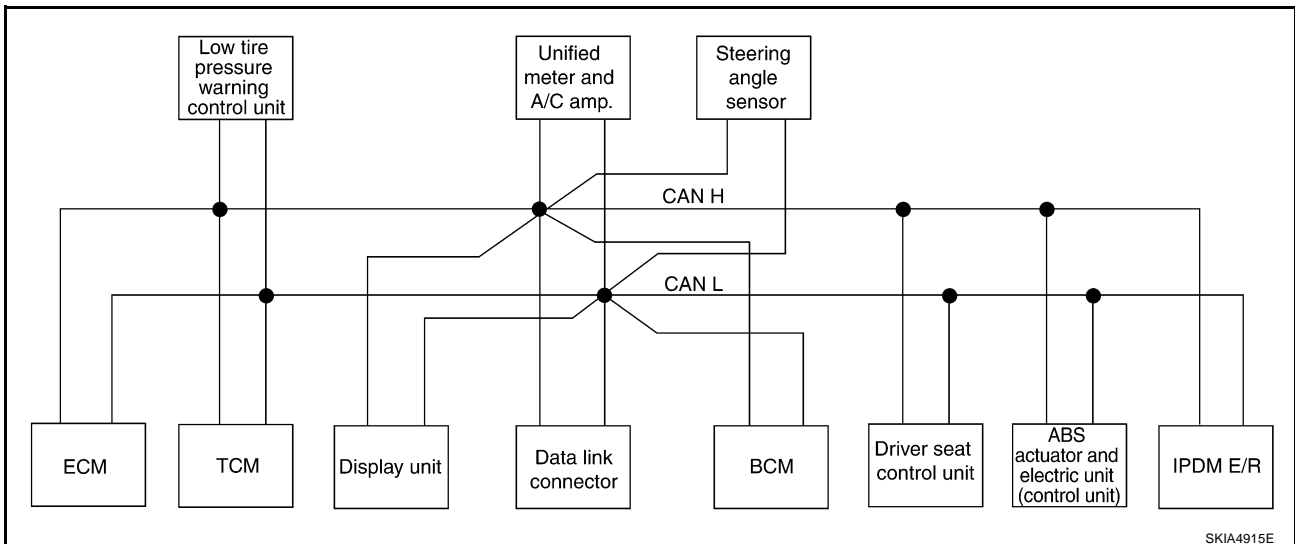 Low tire
pressure
warning
control unit
Unified
meter and
A/C amp.
Steering
angle
sensor
CAN H
CAN L
ECM
TCM
Display unit
Data link
connector
BCM
Driver seat
control unit
ABS
actuator and
electric unit
(control unit)
IPDM E/R
SKIA4915E